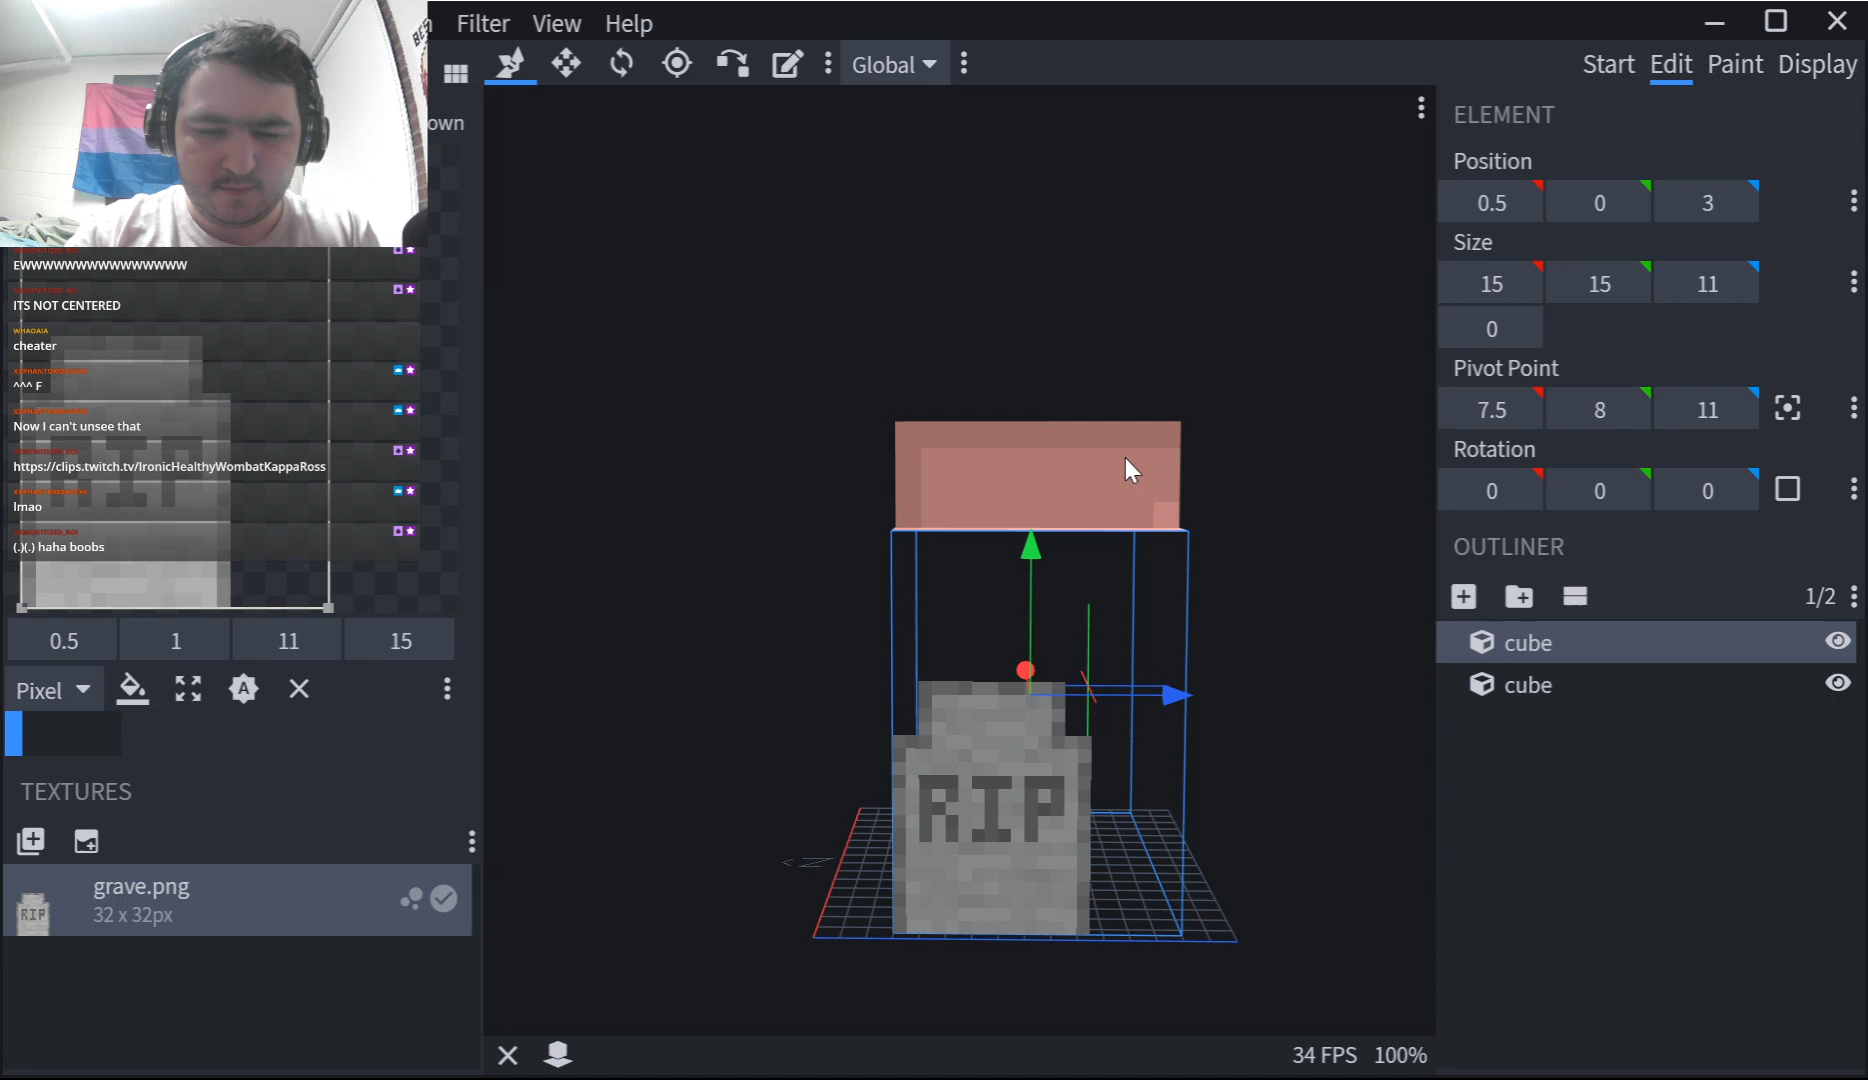 Filter View Help
Global
Start Edit Paint Display
own
ELEMENT
Position
0.5 0 3
Size
15 15 11
0
Pivot Point
7.5 8 11
Rotation
0 0 0
OUTLINER
1/2
cube
cube
EWWWWWWWWWWWWWWW
ITS NOT CENTERED
WHAOAIA
cheater
^^^ F
Now I can't unsee that
https://clips.twitch.tv/IronicHealthyWombatKappaRoss
lmao
(.)(.) haha boobs
0.5 1 11 15
Pixel
TEXTURES
grave.png
32 x 32px
RIP
RIP
34 FPS 100%